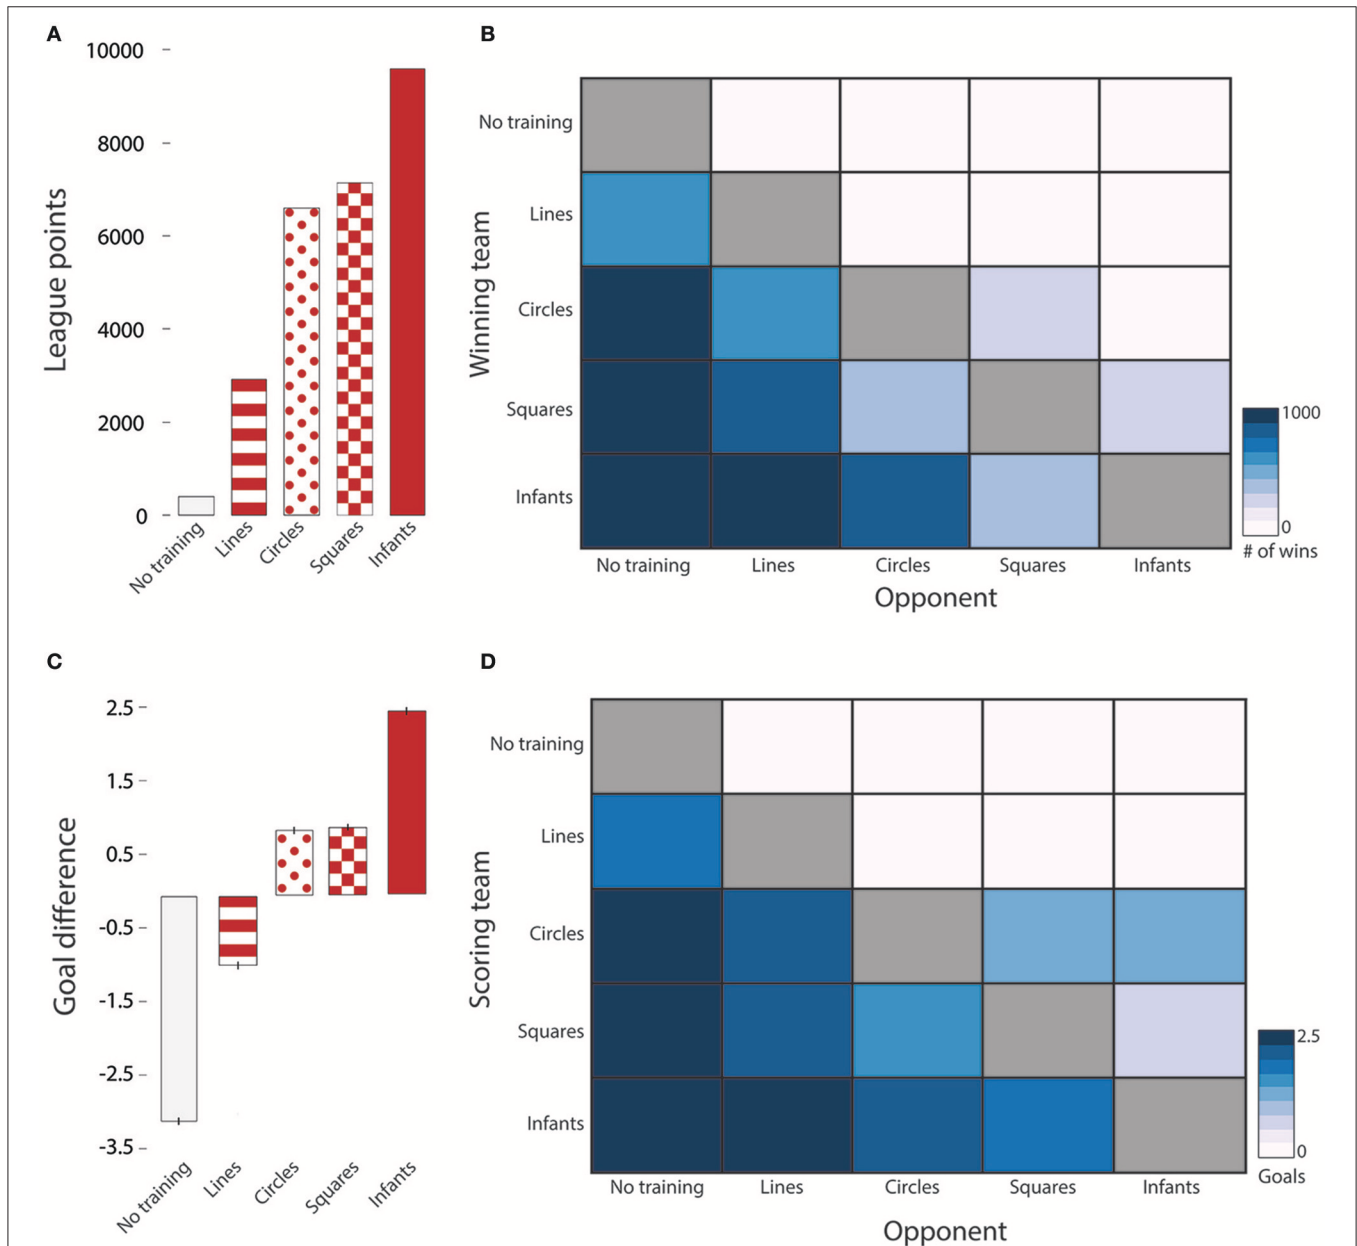 A
League points
10000
8000
6000
4000
2000
0
No training
Lines
Circles
Squares
Infants
B
Winning team
No training
Lines
Circles
Squares
Infants
No training
Lines
Circles
Squares
Infants
Opponent
1000
0
# of wins
C
Goal difference
2.5
1.5
0.5
-0.5
-1.5
-2.5
-3.5
No training
Lines
Circles
Squares
Infants
D
Scoring team
No training
Lines
Circles
Squares
Infants
No training
Lines
Circles
Squares
Infants
Opponent
2.5
0
Goals